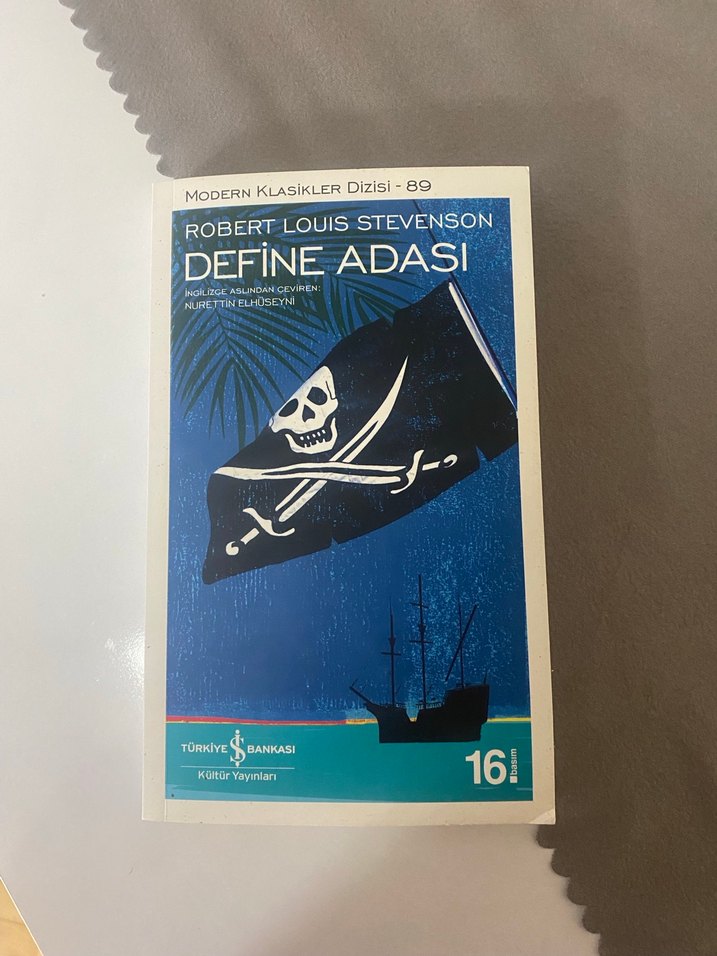 MODERN KLASİKLER DİZİSİ - 89
ROBERT LOUIS STEVENSON
DEFİNE ADASI
İNGİLİZCE ASLINDAN ÇEVİREN:
NURETTİN ELHÜSEYNİ
TÜRKİYE İŞ BANKASI
Kültür Yayınları
16. basım